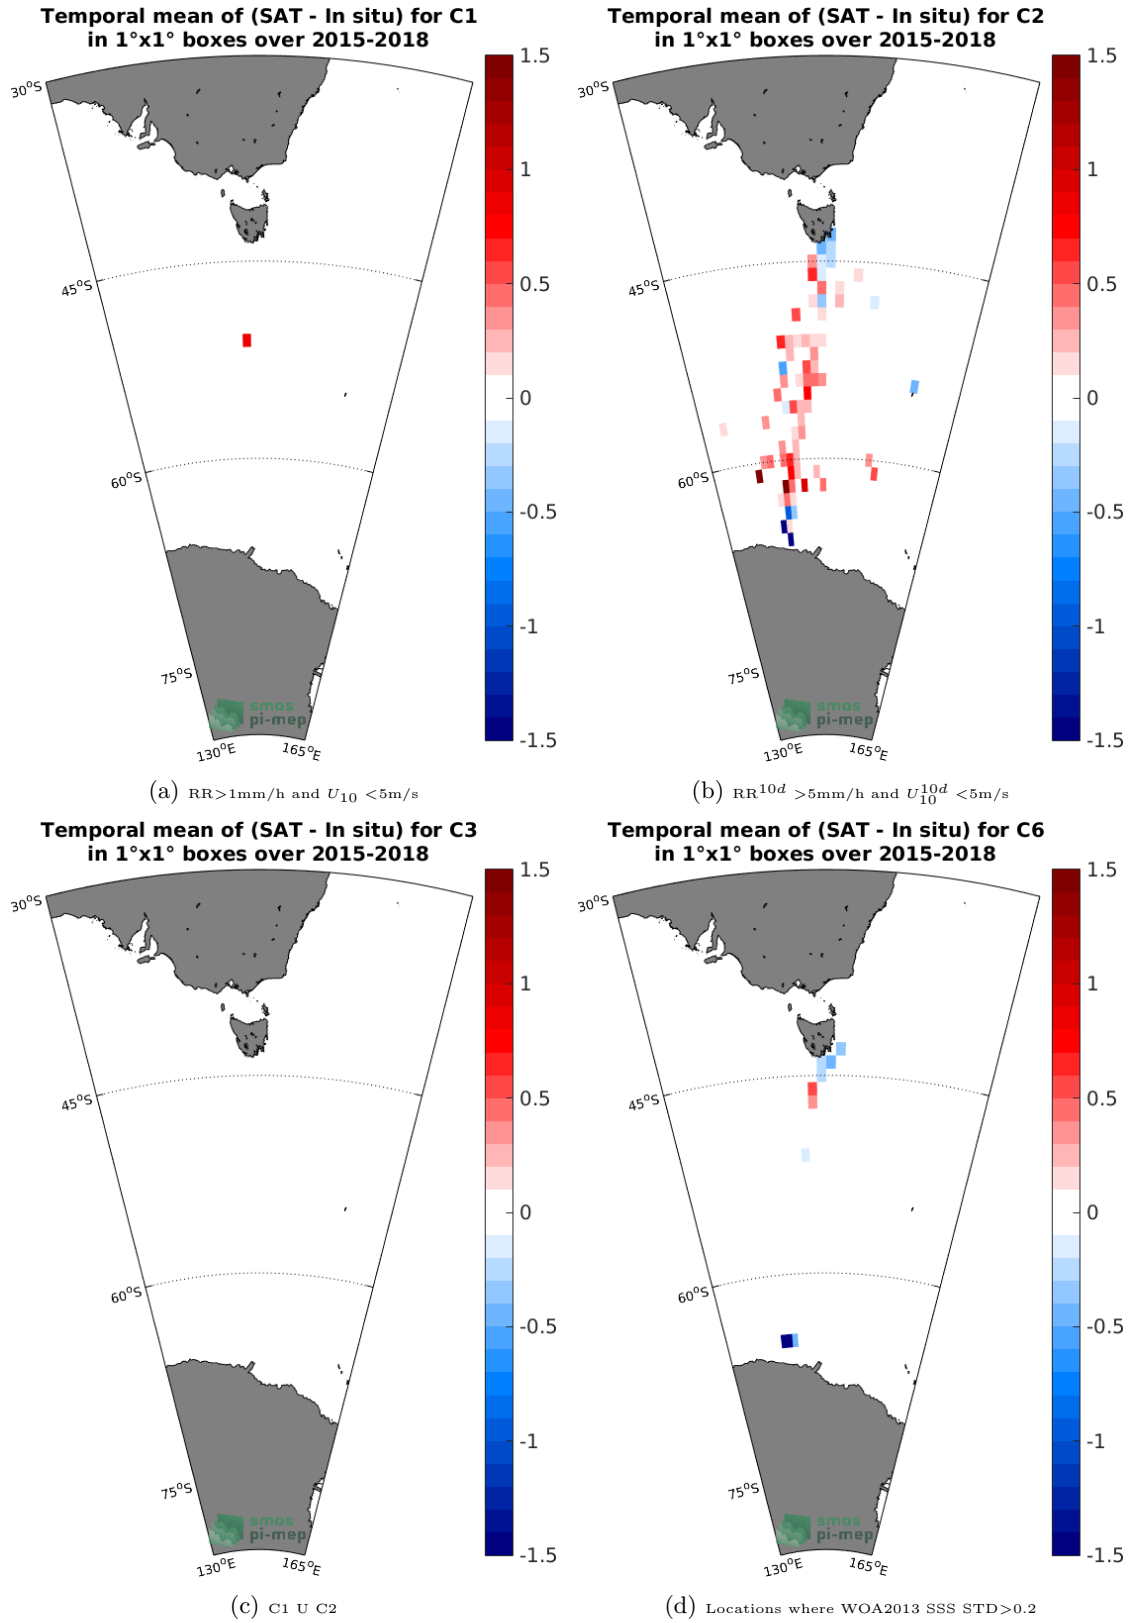 Temporal mean of (SAT - In situ) for C1
in 1°x1° boxes over 2015-2018
30°S
45°S
60°S
75°S
130°E
165°E
1.5
1
0.5
0
-0.5
-1
-1.5
smos
pi-mep
(a) RR>1mm/h and U10 <5m/s
Temporal mean of (SAT - In situ) for C2
in 1°x1° boxes over 2015-2018
30°S
45°S
60°S
75°S
130°E
165°E
1.5
1
0.5
0
-0.5
-1
-1.5
smos
pi-mep
(b) RR^10d >5mm/h and U10^10d <5m/s
Temporal mean of (SAT - In situ) for C3
in 1°x1° boxes over 2015-2018
30°S
45°S
60°S
75°S
130°E
165°E
1.5
1
0.5
0
-0.5
-1
-1.5
smos
pi-mep
(c) C1 U C2
Temporal mean of (SAT - In situ) for C6
in 1°x1° boxes over 2015-2018
30°S
45°S
60°S
75°S
130°E
165°E
1.5
1
0.5
0
-0.5
-1
-1.5
smos
pi-mep
(d) Locations where WOA2013 SSS STD>0.2